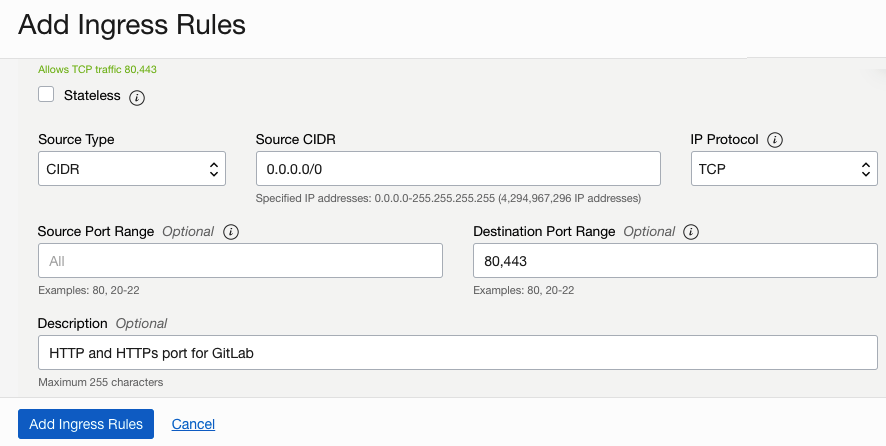 Add Ingress Rules
Allows TCP traffic 80,443
Stateless i
Source Type Source CIDR IP Protocol i
CIDR 0.0.0.0/0 TCP
Specified IP addresses: 0.0.0.0-255.255.255.255 (4,294,967,296 IP addresses)
Source Port Range Optional i Destination Port Range Optional i
All 80,443
Examples: 80, 20-22 Examples: 80, 20-22
Description Optional
HTTP and HTTPs port for GitLab
Maximum 255 characters
Add Ingress Rules Cancel